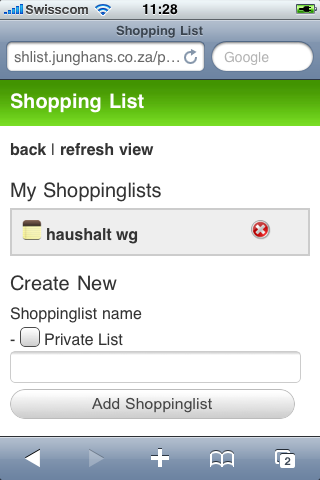 Swisscom 11:28
Shopping List
shlist.junghans.co.za/p... Google
Shopping List
back | refresh view
My Shoppinglists
haushalt wg
Create New
Shoppinglist name
- Private List
Add Shoppinglist
2